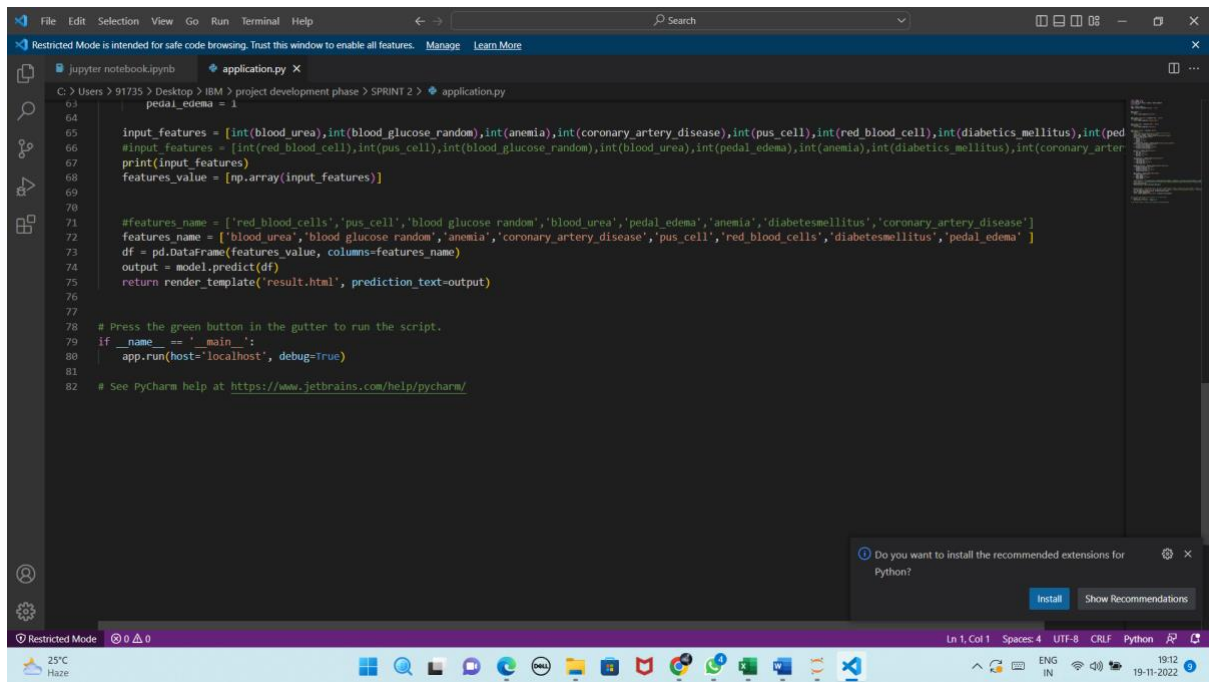 File Edit Selection View Go Run Terminal Help Search
Restricted Mode is intended for safe code browsing. Trust this window to enable all features. Manage Learn More
jupyter notebook.ipynb application.py
C: > Users > 91735 > Desktop > IBM > project development phase > SPRINT 2 > application.py
63 pedal_edema = 1
64
65 input_features = [int(blood_urea),int(blood_glucose_random),int(anemia),int(coronary_artery_disease),int(pus_cell),int(red_blood_cell),int(diabetics_mellitus),int(ped
66 #input_features = [int(red_blood_cell),int(pus_cell),int(blood_glucose_random),int(blood_urea),int(pedal_edema),int(anemia),int(diabetics_mellitus),int(coronary_arter
67 print(input_features)
68 features_value = [np.array(input_features)]
69
70
71 #features_name = ['red_blood_cells','pus_cell','blood glucose random','blood_urea','pedal_edema','anemia','diabetesmellitus','coronary_artery_disease']
72 features_name = ['blood_urea','blood glucose random','anemia','coronary_artery_disease','pus_cell','red_blood_cells','diabetesmellitus','pedal_edema' ]
73 df = pd.DataFrame(features_value, columns=features_name)
74 output = model.predict(df)
75 return render_template('result.html', prediction_text=output)
76
77
78 # Press the green button in the gutter to run the script.
79 if __name__ == '__main__':
80 app.run(host='localhost', debug=True)
81
82 # See PyCharm help at https://www.jetbrains.com/help/pycharm/
Do you want to install the recommended extensions for
Python?
Install Show Recommendations
Restricted Mode 0 0 Ln 1, Col 1 Spaces: 4 UTF-8 CRLF Python
25°C
Haze
DELL
ENG
IN
19:12
19-11-2022
9